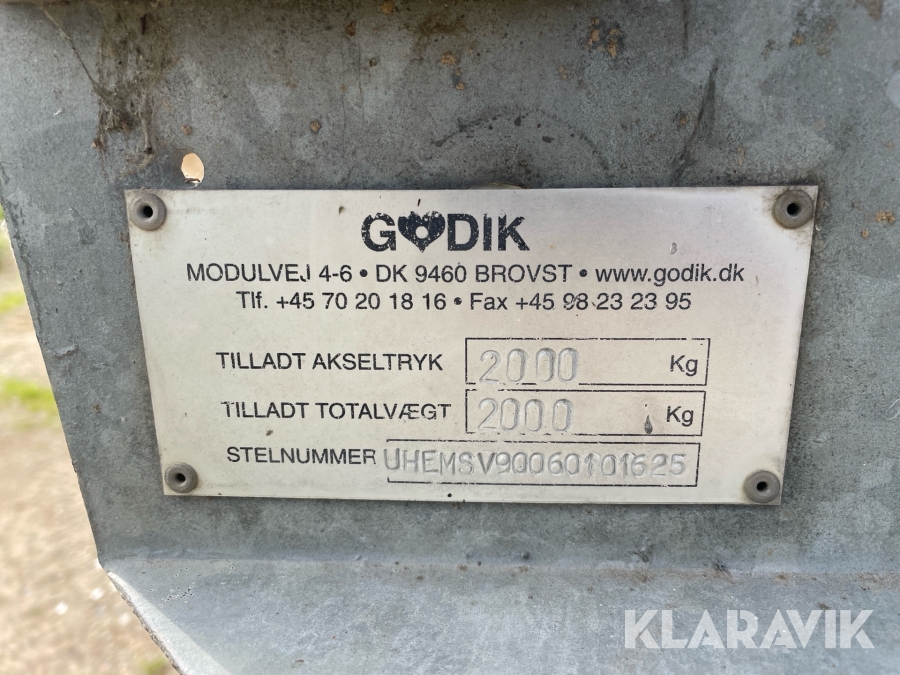 GODIK
MODULVEJ 4-6 • DK 9460 BROVST • www.godik.dk
Tlf. +45 70 20 18 16 • Fax +45 98 23 23 95
TILLADT AKSELTRYK 2000 Kg
TILLADT TOTALVÆGT 2000 Kg
STELNUMMER UHEMSV90060101625
KLARAVIK